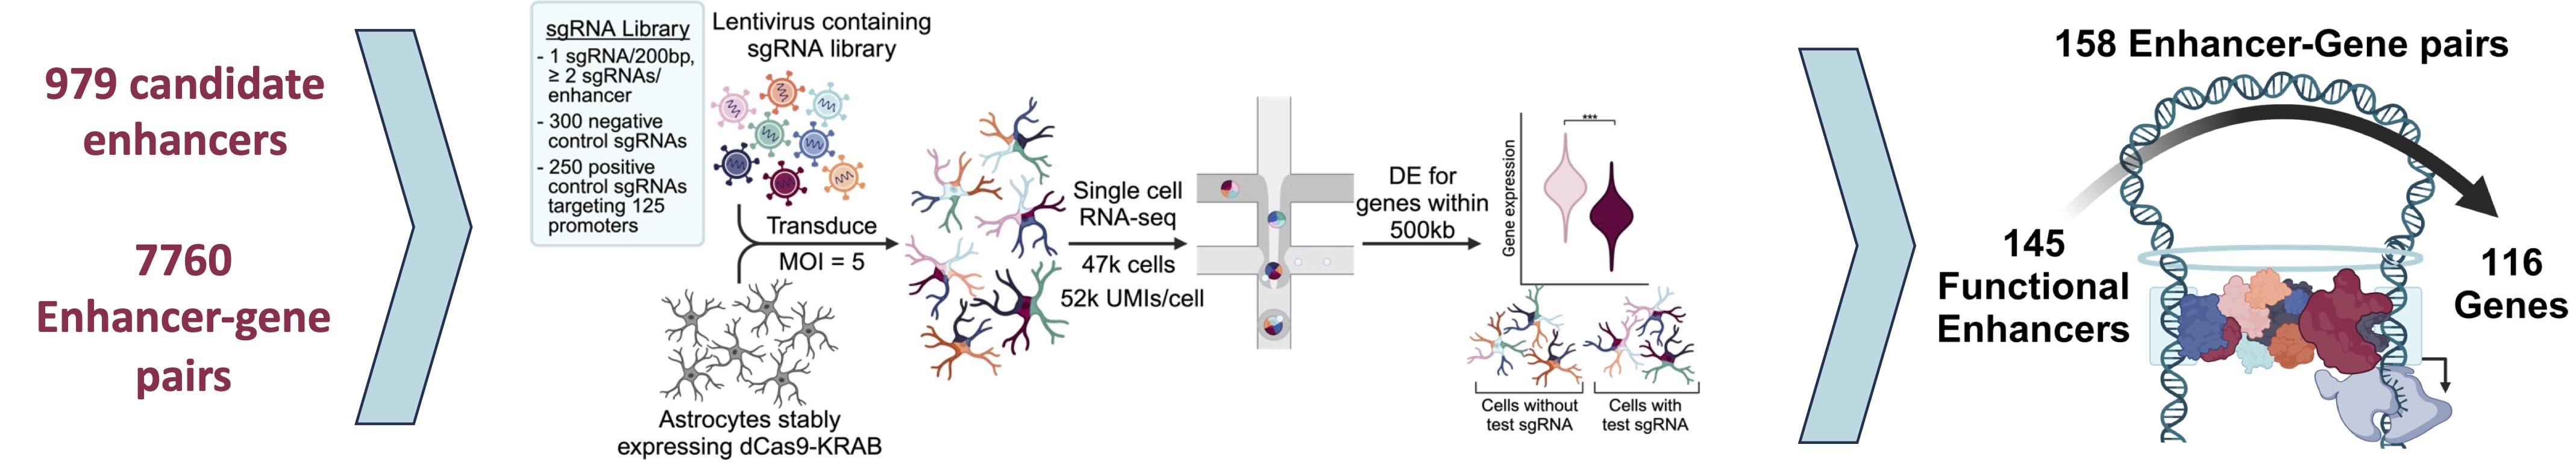 979 candidate
enhancers
7760
Enhancer-gene
pairs
sgRNA Library
- 1 sgRNA/200bp,
≥ 2 sgRNAs/
enhancer
- 300 negative
control sgRNAs
- 250 positive
control sgRNAs
targeting 125
promoters
Lentivirus containing
sgRNA library
Transduce
MOI = 5
Astrocytes stably
expressing dCas9-KRAB
Single cell
RNA-seq
47k cells
52k UMIs/cell
DE for
genes within
500kb
Gene expression
***
Cells without
test sgRNA
Cells with
test sgRNA
158 Enhancer-Gene pairs
145
Functional
Enhancers
116
Genes